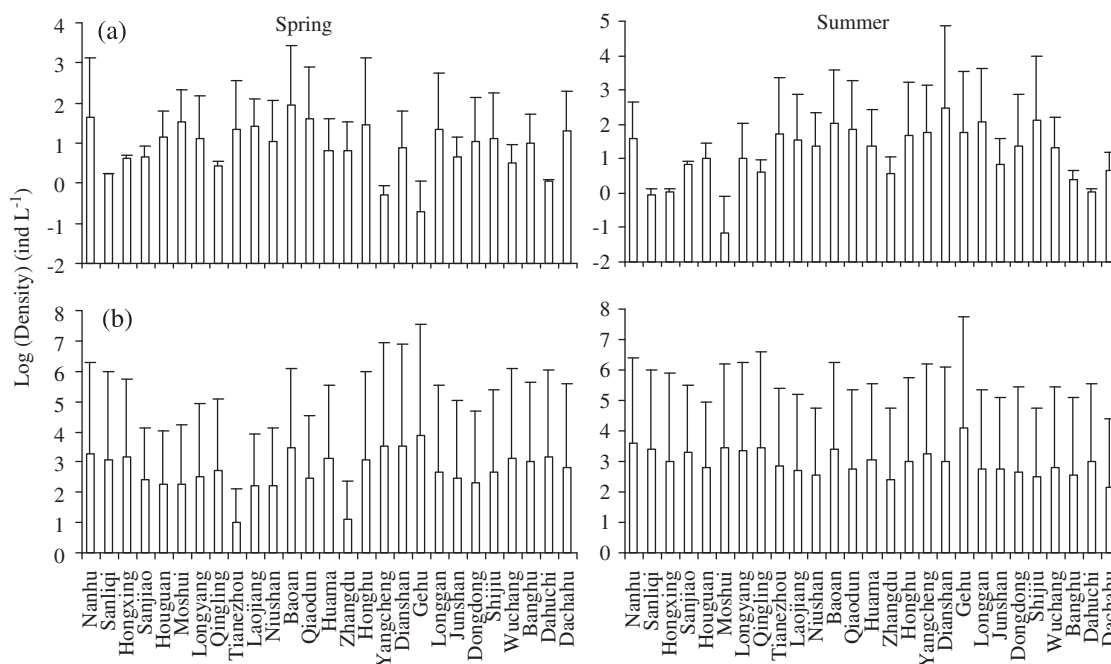 (a) Spring
Summer
Log (Density) (ind L-1)
4
3
2
1
0
-1
-2
5
4
3
2
1
0
-1
-2
(b)
8
7
6
5
4
3
2
1
0
8
7
6
5
4
3
2
1
0
Nanhu
Sanliqi
Hongxing
Sanjiao
Houguan
Moshui
Longyang
Qingling
Tianezhou
Laojiang
Niushan
Baoan
Qiaodun
Huama
Zhangdu
Honghu
Yangcheng
Dianshan
Gehu
Longgan
Junshan
Dongdong
Shijiu
Wuchang
Banghu
Dahuchi
Dachahu
Nanhu
Sanliqi
Hongxing
Sanjiao
Houguan
Moshui
Longyang
Qingling
Tianezhou
Laojiang
Niushan
Baoan
Qiaodun
Huama
Zhangdu
Honghu
Yangcheng
Dianshan
Gehu
Longgan
Junshan
Dongdong
Shijiu
Wuchang
Banghu
Dahuchi
Dachahu